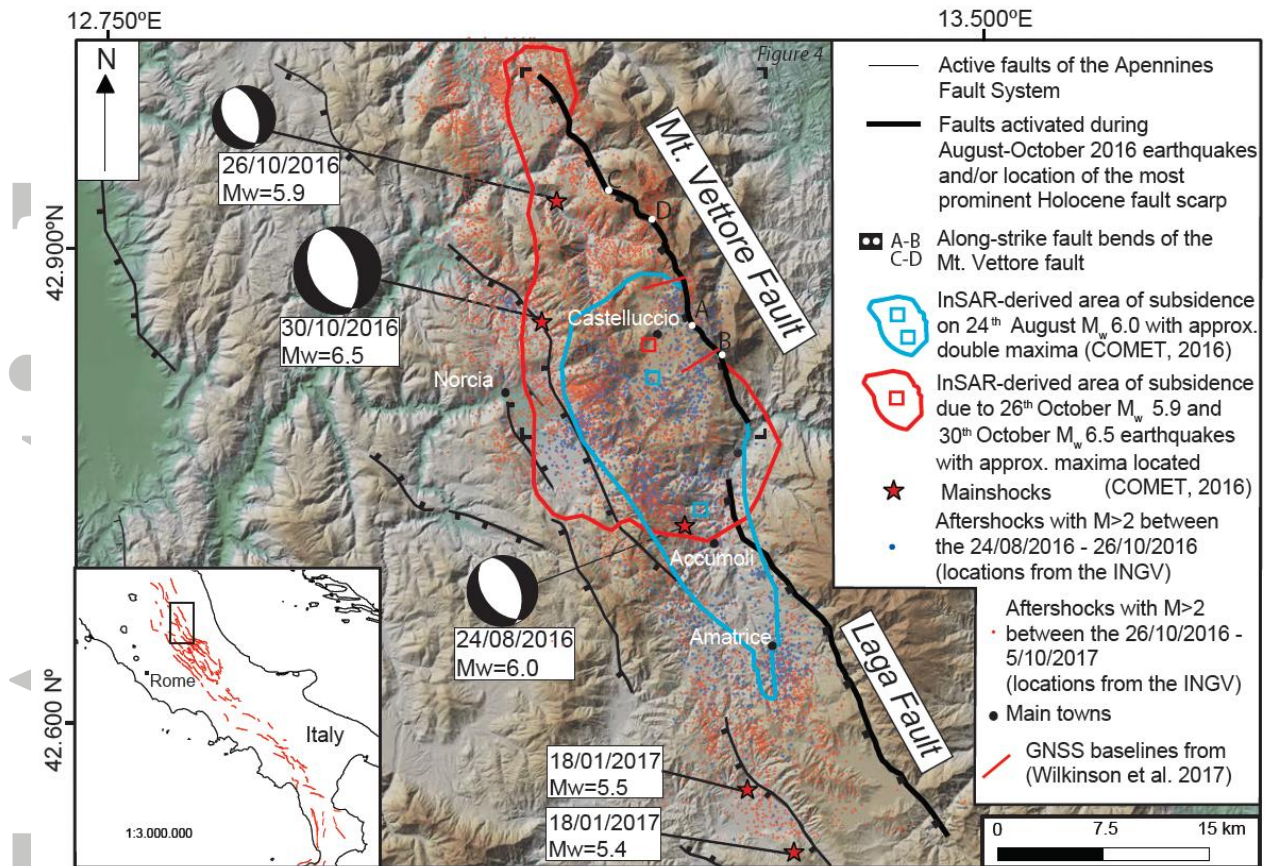 12.750ºE
13.500ºE
42.900ºN
42.600 Nº
N
Figure 4
26/10/2016
Mw=5.9
30/10/2016
Mw=6.5
24/08/2016
Mw=6.0
18/01/2017
Mw=5.5
18/01/2017
Mw=5.4
Mt. Vettore Fault
Laga Fault
C
D
A
B
Castelluccio
Norcia
Accumoli
Amatrice
Rome
Italy
1:3.000.000
Active faults of the Apennines
Fault System
Faults activated during
August-October 2016 earthquakes
and/or location of the most
prominent Holocene fault scarp
A-B
C-D
Along-strike fault bends of the
Mt. Vettore fault
InSAR-derived area of subsidence
on 24th August Mw 6.0 with approx.
double maxima (COMET, 2016)
InSAR-derived area of subsidence
due to 26th October Mw 5.9 and
30th October Mw 6.5 earthquakes
with approx. maxima located
(COMET, 2016)
Mainshocks
Aftershocks with M>2 between
the 24/08/2016 - 26/10/2016
(locations from the INGV)
Aftershocks with M>2
between the 26/10/2016 -
5/10/2017
(locations from the INGV)
Main towns
GNSS baselines from
(Wilkinson et al. 2017)
0 7.5 15 km